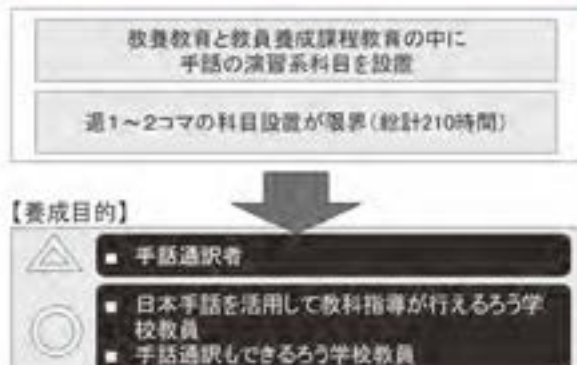 教養教育と教員養成課程教育の中に
手話の演習系科目を設置
週1～2コマの科目設置が限界（総計210時間）
【養成目的】
■ 手話通訳者
■ 日本手話を活用して教科指導が行えるろう学
校教員
■ 手話通訳もできるろう学校教員